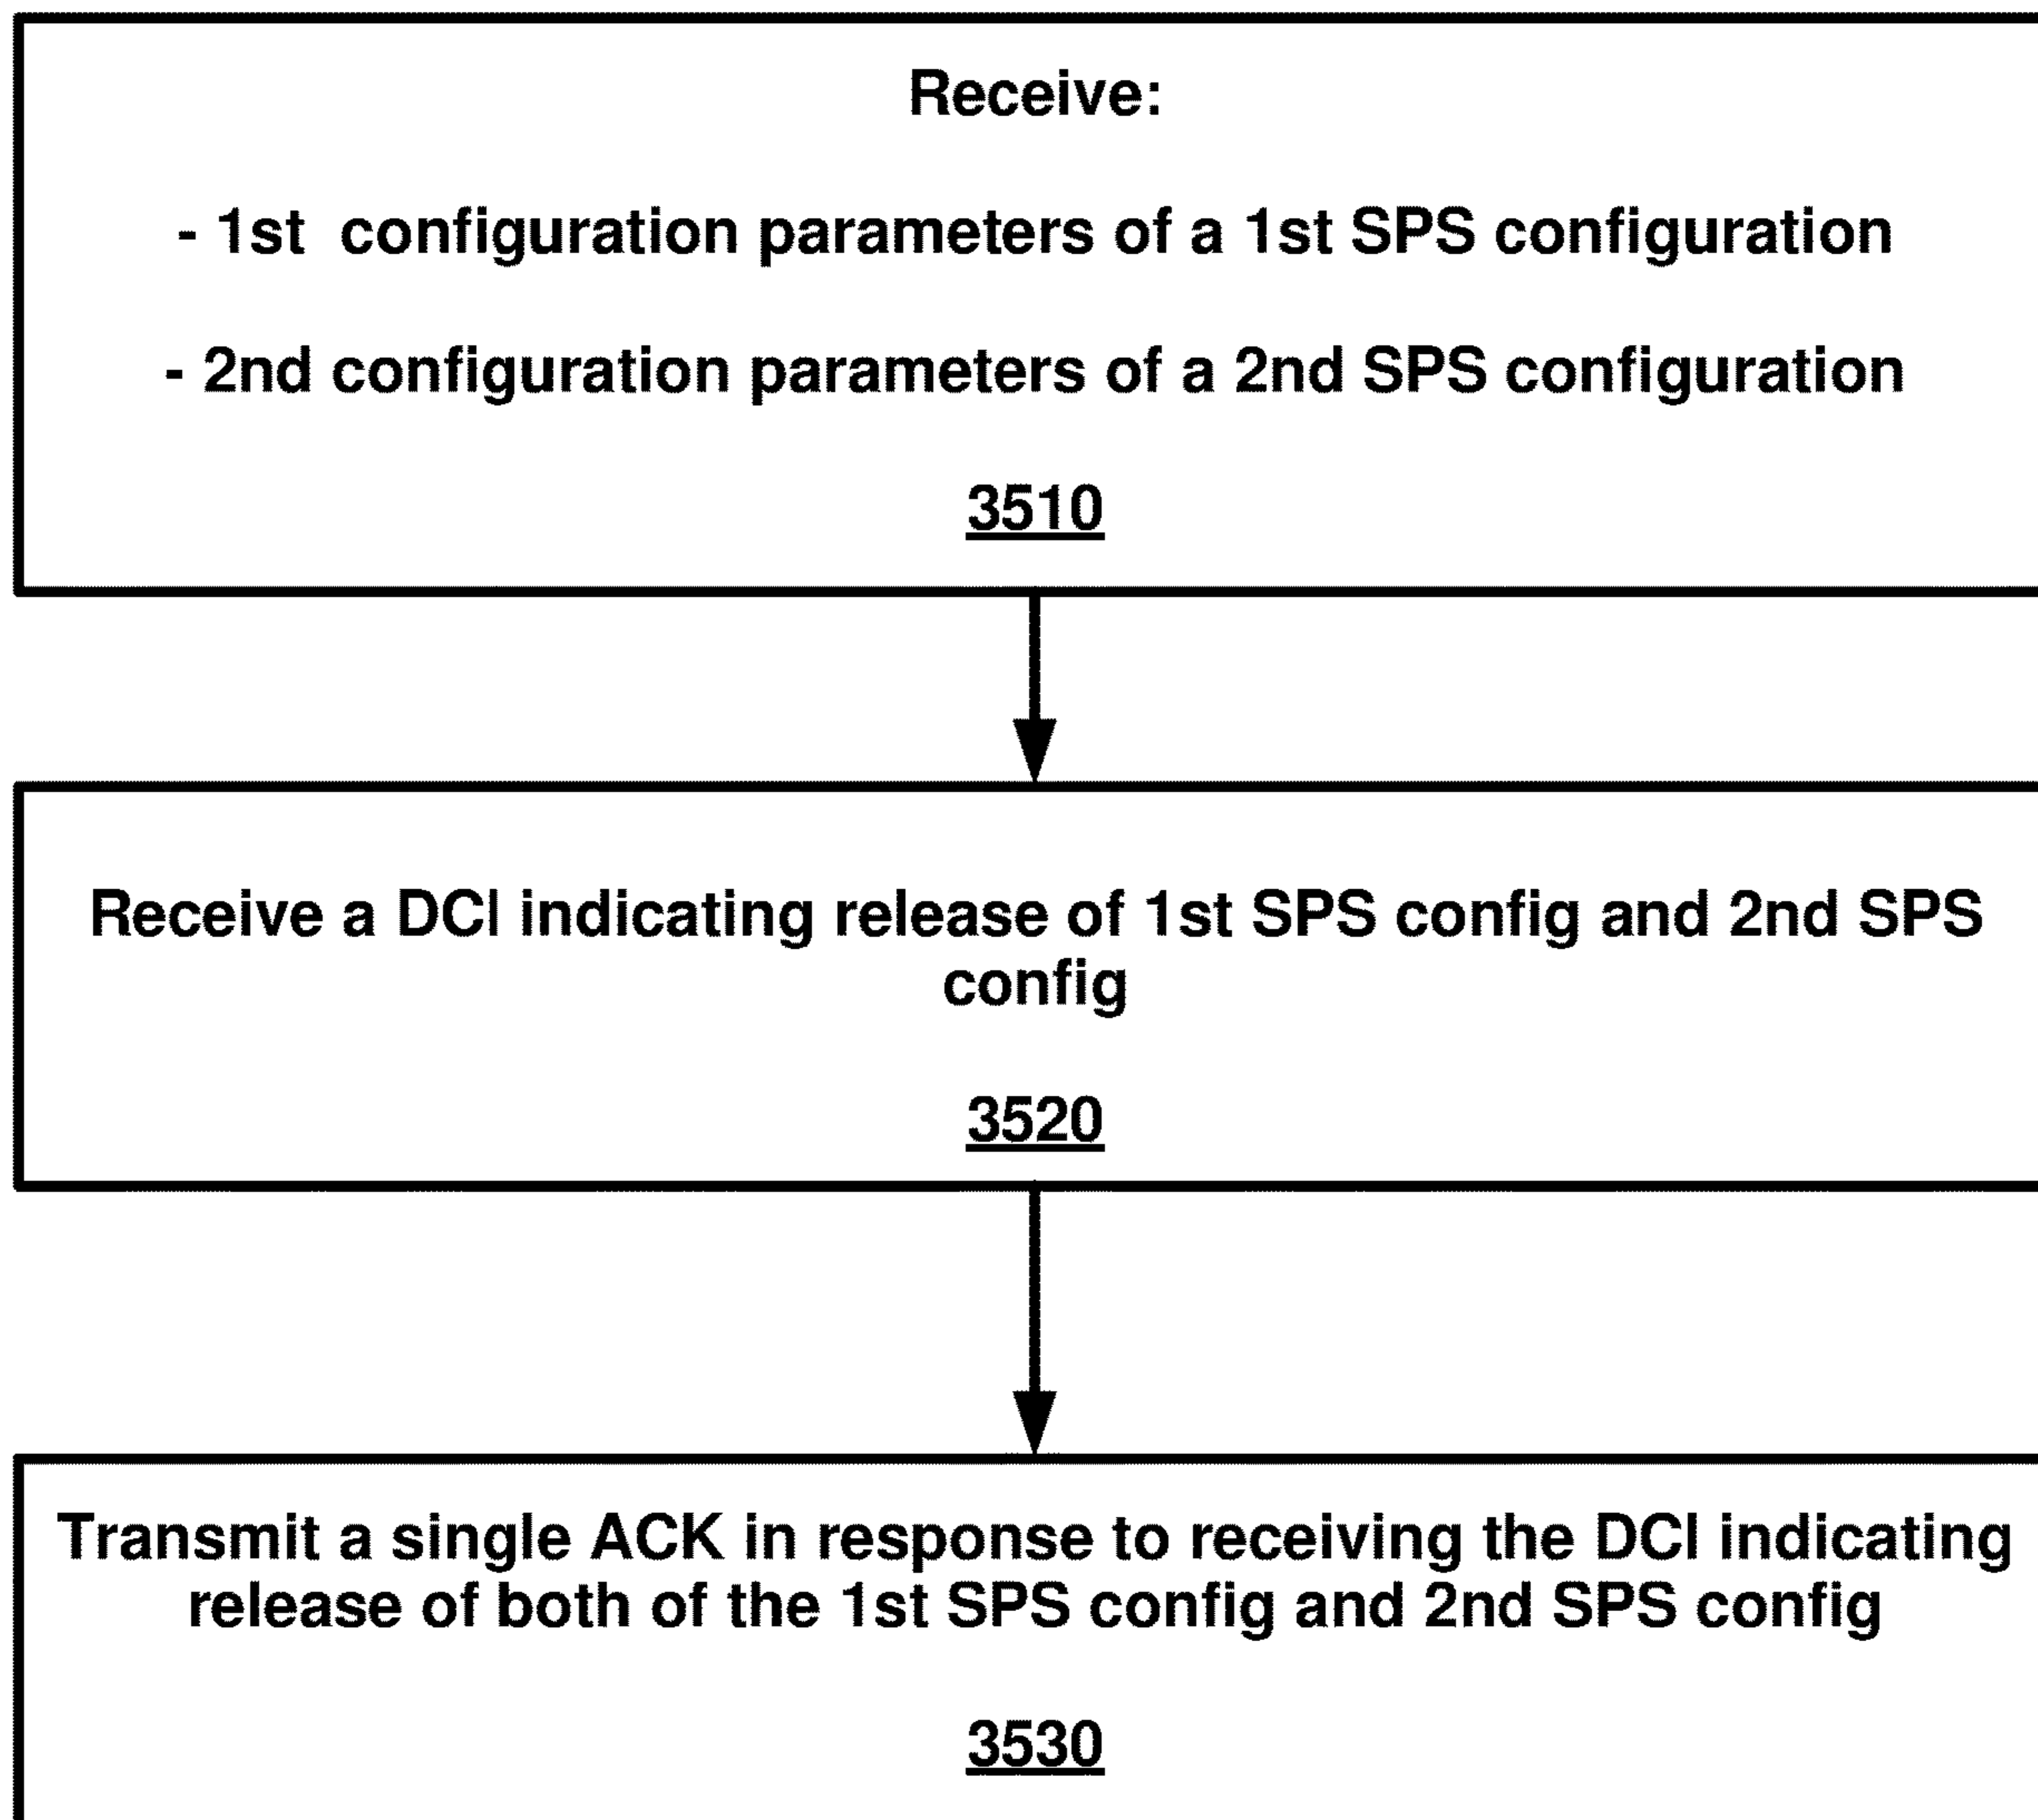 Receive:
- 1st  configuration parameters of a 1st SPS configuration
- 2nd configuration parameters of a 2nd SPS configuration
3510
Receive a DCI indicating release of 1st SPS config and 2nd SPS
config
3520
Transmit a single ACK in response to receiving the DCI indicating
release of both of the 1st SPS config and 2nd SPS config
3530